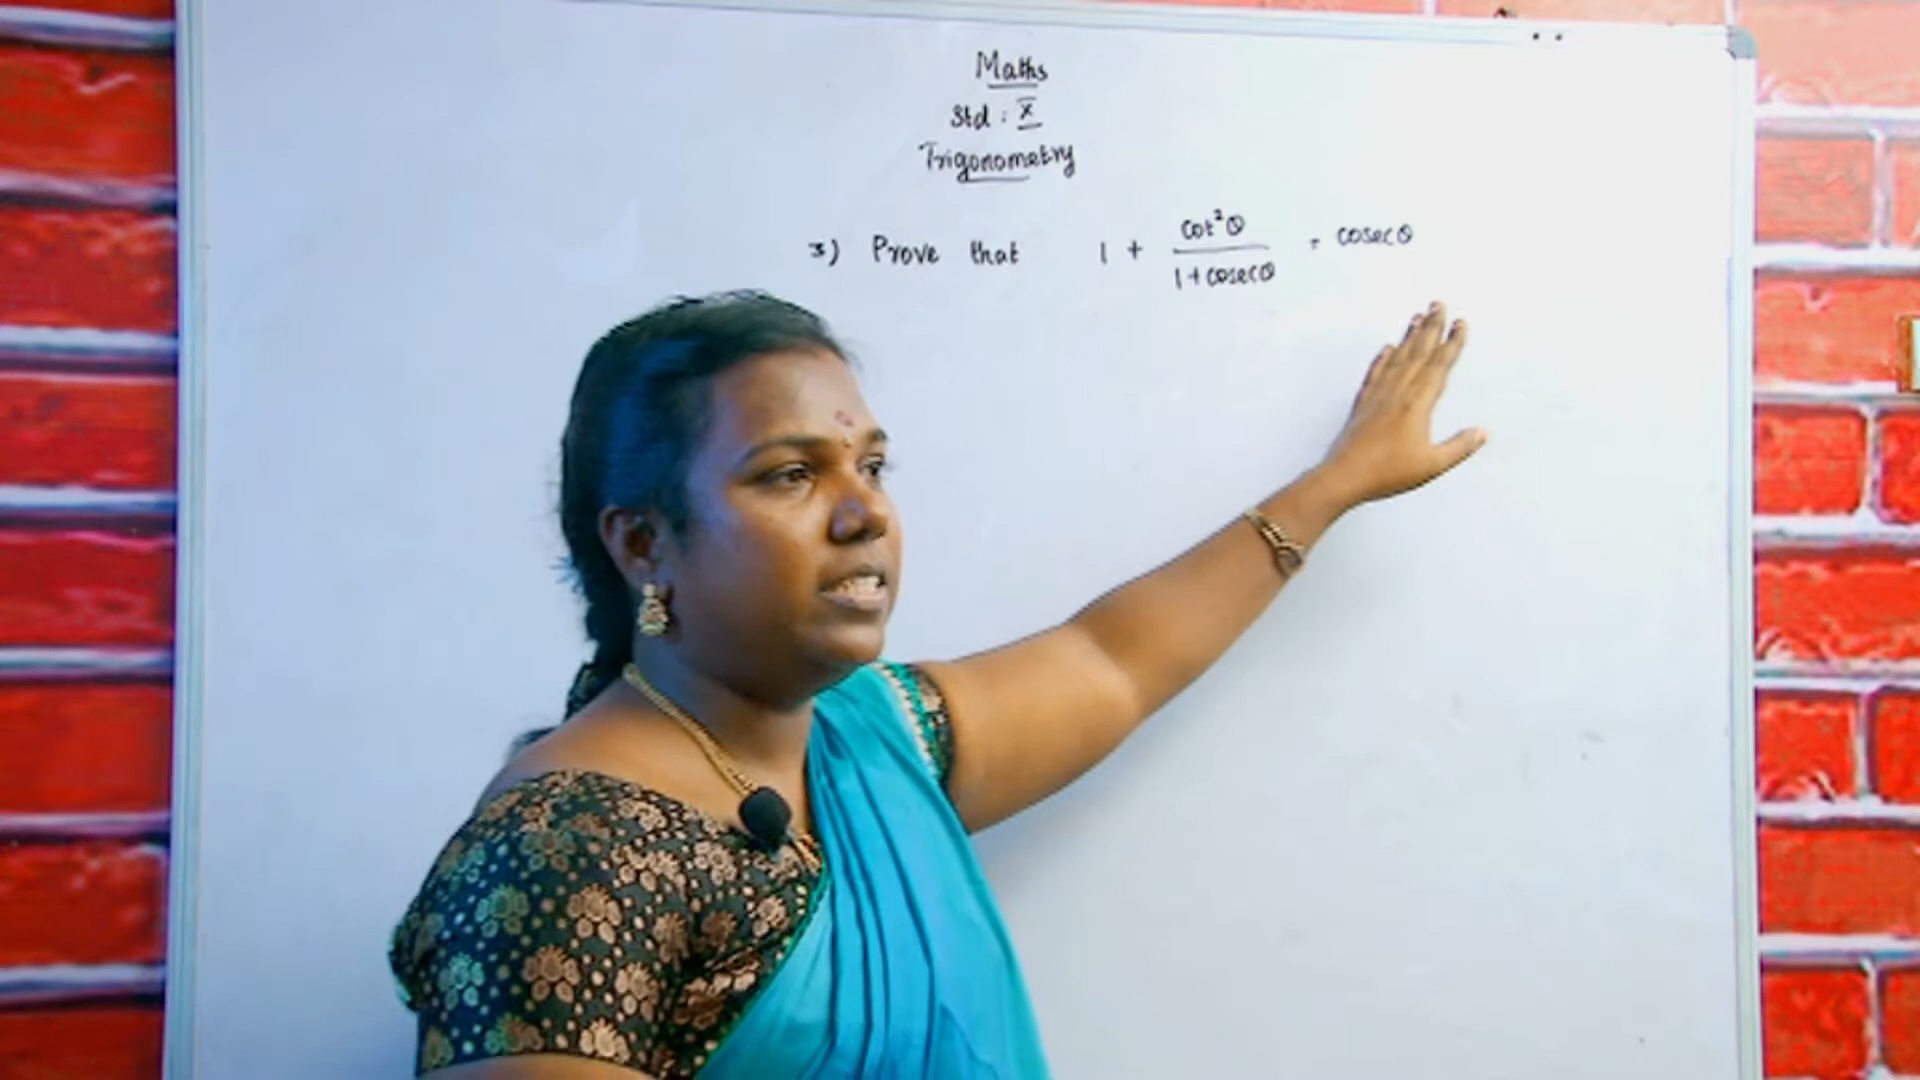 Maths
Std : X
Trigonometry
3) Prove that 1 + cot²θ / 1+cosecθ = cosecθ